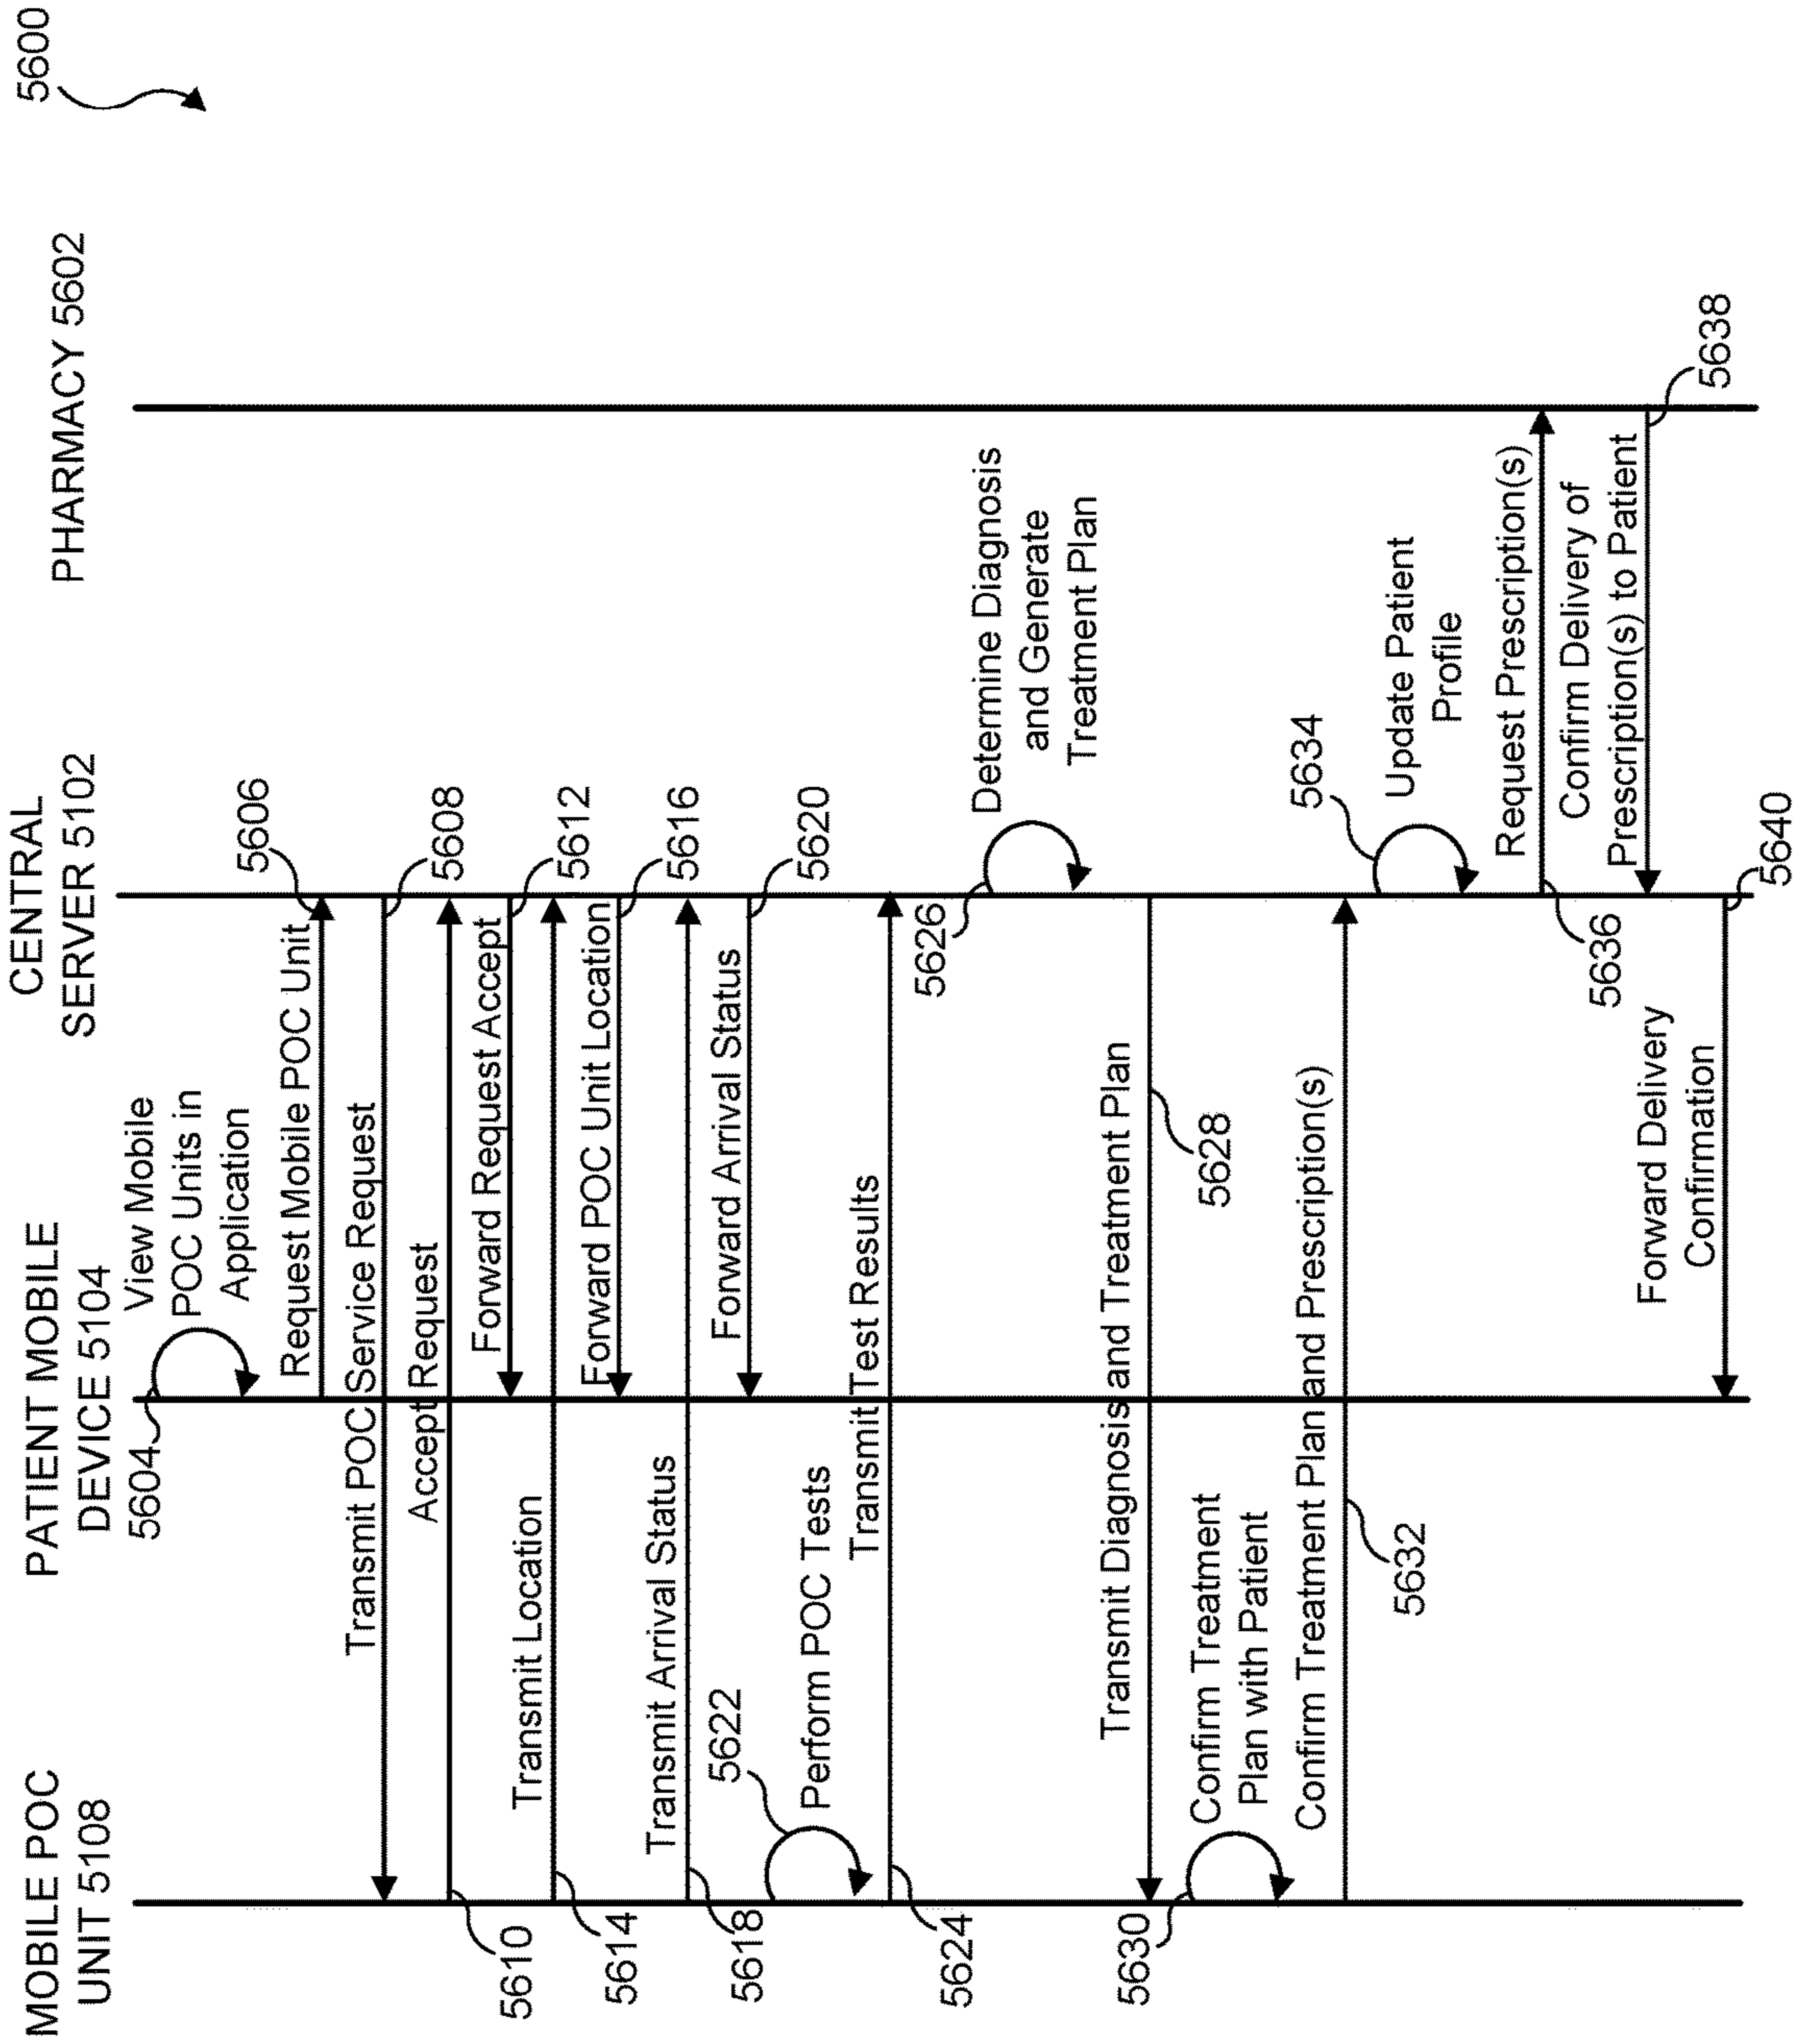 5600
MOBILE POC
UNIT 5108
PATIENT MOBILE
DEVICE 5104
CENTRAL
SERVER 5102
PHARMACY 5602
5604
View Mobile
POC Units in
Application
Request Mobile POC Unit
5606
Transmit POC Service Request
5608
Accept Request
5610
Forward Request Accept
5612
Transmit Location
5614
Forward POC Unit Location
5616
Transmit Arrival Status
5618
Forward Arrival Status
5620
5622
Perform POC Tests
Transmit Test Results
5624
5626
Determine Diagnosis
and Generate
Treatment Plan
Transmit Diagnosis and Treatment Plan
5628
5630
Confirm Treatment
Plan with Patient
Confirm Treatment Plan and Prescription(s)
5632
5634
Update Patient
Profile
Request Prescription(s)
5636
Confirm Delivery of
Prescription(s) to Patient
5638
Forward Delivery
Confirmation
5640